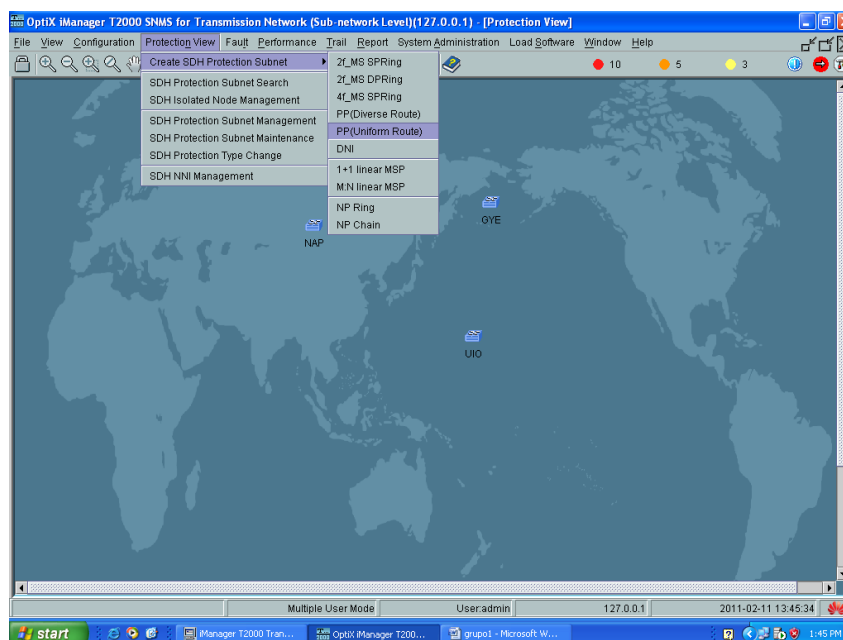 OptiX iManager T2000 SNMS for Transmission Network (Sub-network Level)(127.0.0.1) - [Protection View]
File View Configuration Protection View Fault Performance Trail Report System Administration Load Software Window Help
Create SDH Protection Subnet
SDH Protection Subnet Search
SDH Isolated Node Management
SDH Protection Subnet Management
SDH Protection Subnet Maintenance
SDH Protection Type Change
SDH NNI Management
2f_MS SPRing
2f_MS DPRing
4f_MS SPRing
PP(Diverse Route)
PP(Uniform Route)
DNI
1+1 linear MSP
M:N linear MSP
NP Ring
NP Chain
10 5 3
GYE
NAP
UIO
Multiple User Mode User:admin 127.0.0.1 2011-02-11 13:45:34
start iManager T2000 Tran... OptiX iManager T200... grupo1 - Microsoft W... 1:45 PM